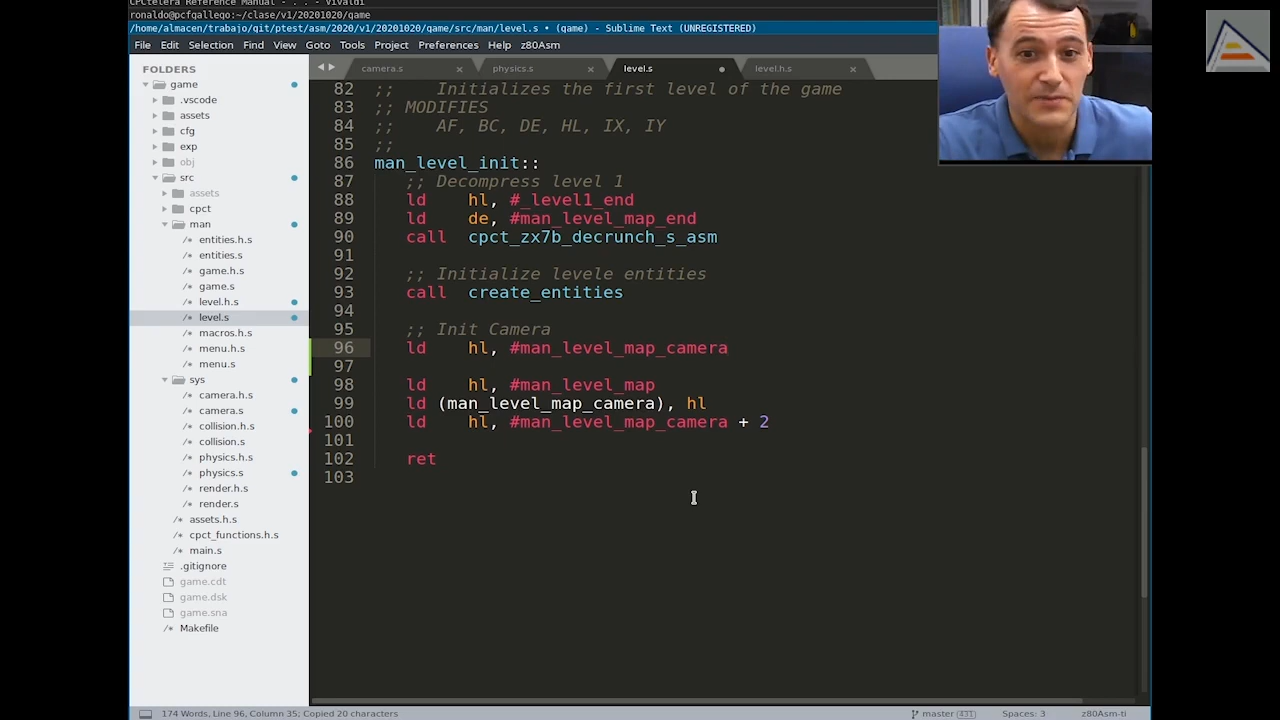 CPCtelera Reference Manual - . . - Vivaldi
ronaldo@pcfgallego:~/clase/v1/20201020/game
/home/almacen/trabajo/git/ptest/asm/2020/v1/20201020/game/src/man/level.s • (game) - Sublime Text (UNREGISTERED)
File Edit Selection Find View Goto Tools Project Preferences Help z80Asm
FOLDERS
game
.vscode
assets
cfg
exp
obj
src
assets
cpct
man
/* entities.h.s
/* entities.s
/* game.h.s
/* game.s
/* level.h.s
/* level.s
/* macros.h.s
/* menu.h.s
/* menu.s
sys
/* camera.h.s
/* camera.s
/* collision.h.s
/* collision.s
/* physics.h.s
/* physics.s
/* render.h.s
/* render.s
/* assets.h.s
/* cpct_functions.h.s
/* main.s
.gitignore
game.cdt
game.dsk
game.sna
/* Makefile
camera.s × physics.s × level.s • level.h.s ×
82 ;; Initializes the first level of the game
83 ;; MODIFIES
84 ;; AF, BC, DE, HL, IX, IY
85 ;;
86 man_level_init::
87 ;; Decompress level 1
88 ld hl, #_level1_end
89 ld de, #man_level_map_end
90 call cpct_zx7b_decrunch_s_asm
91
92 ;; Initialize levele entities
93 call create_entities
94
95 ;; Init Camera
96 ld hl, #man_level_map_camera
97
98 ld hl, #man_level_map
99 ld (man_level_map_camera), hl
100 ld hl, #man_level_map_camera + 2
101
102 ret
103
174 Words, Line 96, Column 35; Copied 20 characters master 431 Spaces: 3 z80Asm-ti